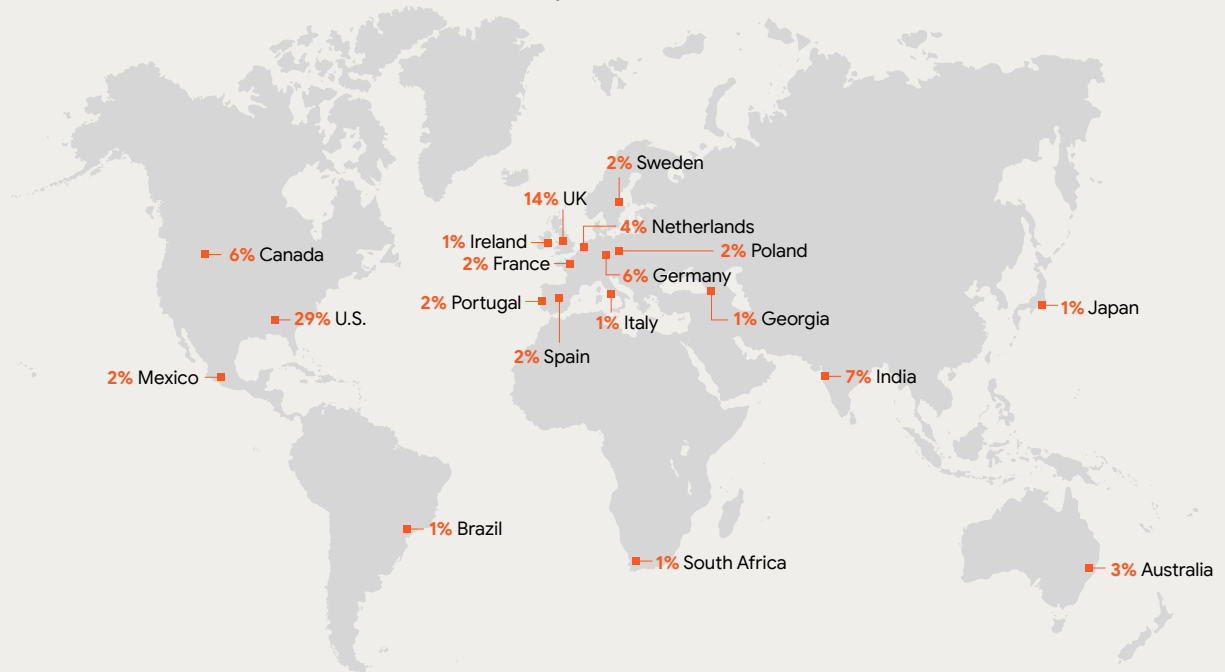 2% Sweden
14% UK
4% Netherlands
1% Ireland
2% Poland
6% Canada
2% France
6% Germany
2% Portugal
1% Japan
29% U.S.
1% Italy
1% Georgia
2% Spain
2% Mexico
7% India
1% Brazil
1% South Africa
3% Australia